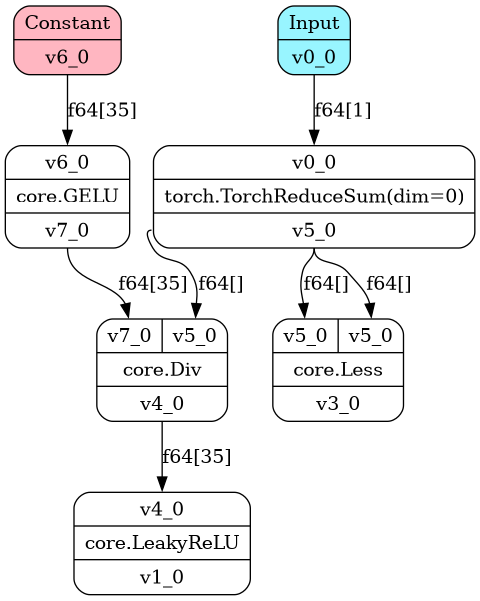 Constant
v6_0
Input
v0_0
f64[35]
f64[1]
v6_0
core.GELU
v7_0
v0_0
torch.TorchReduceSum(dim=0)
v5_0
f64[35]
f64[]
f64[]
f64[]
v7_0
v5_0
core.Div
v4_0
v5_0
v5_0
core.Less
v3_0
f64[35]
v4_0
core.LeakyReLU
v1_0